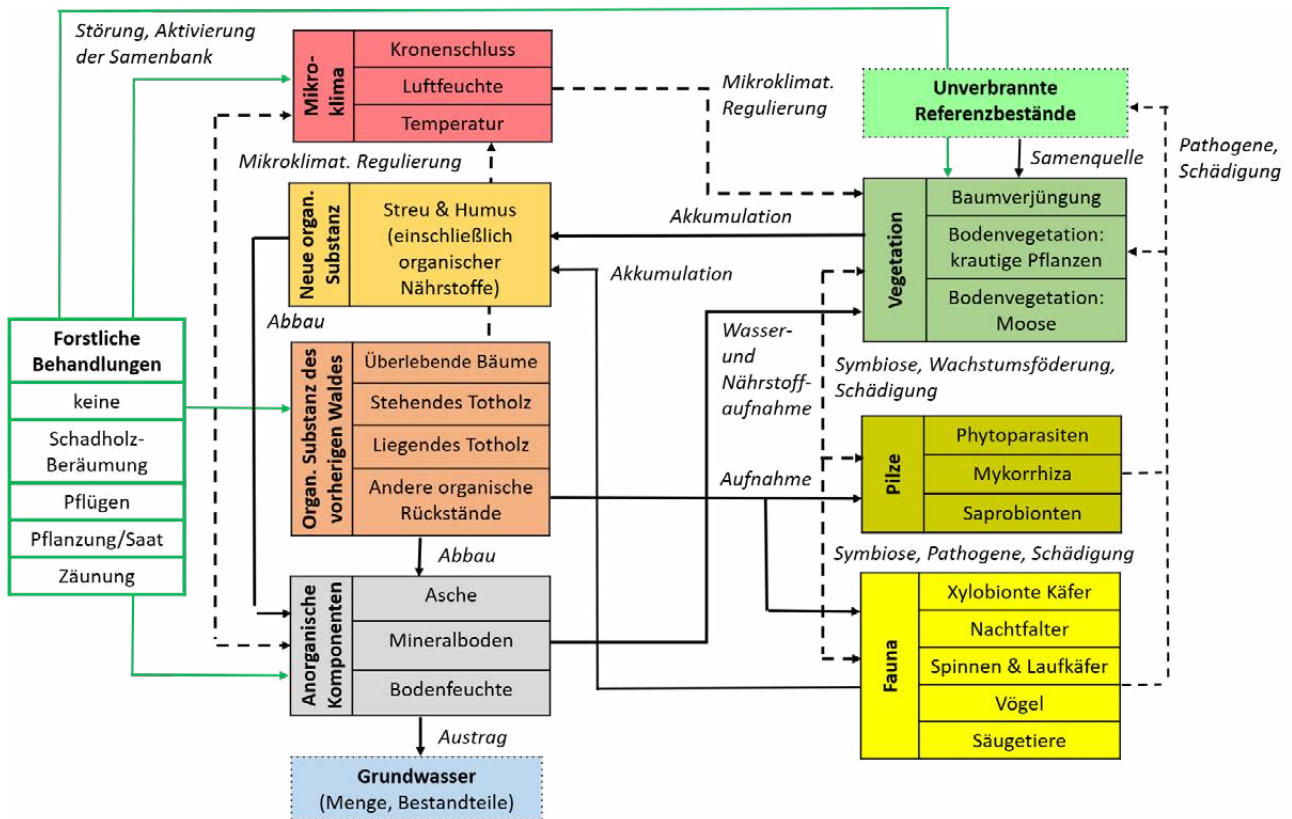 Störung, Aktivierung
der Samenbank
Mikro-
klima
Kronenschluss
Luftfeuchte
Temperatur
Mikroklimat.
Regulierung
Unverbrannte
Referenzbestände
Pathogene,
Schädigung
Samenquelle
Mikroklimat. Regulierung
Neue organ.
Substanz
Streu & Humus
(einschließlich
organischer
Nährstoffe)
Akkumulation
Akkumulation
Vegetation
Baumverjüngung
Bodenvegetation:
krautige Pflanzen
Bodenvegetation:
Moose
Abbau
Forstliche
Behandlungen
keine
Schadholz-
Beräumung
Pflügen
Pflanzung/Saat
Zäunung
Organ. Substanz des
vorherigen Waldes
Überlebende Bäume
Stehendes Totholz
Liegendes Totholz
Andere organische
Rückstände
Wasser-
und
Nährstoff-
aufnahme
Symbiose, Wachstumsföderung,
Schädigung
Aufnahme
Pilze
Phytoparasiten
Mykorrhiza
Saprobionten
Symbiose, Pathogene, Schädigung
Abbau
Anorganische
Komponenten
Asche
Mineralboden
Bodenfeuchte
Fauna
Xylobionte Käfer
Nachtfalter
Spinnen & Laufkäfer
Vögel
Säugetiere
Austrag
Grundwasser
(Menge, Bestandteile)